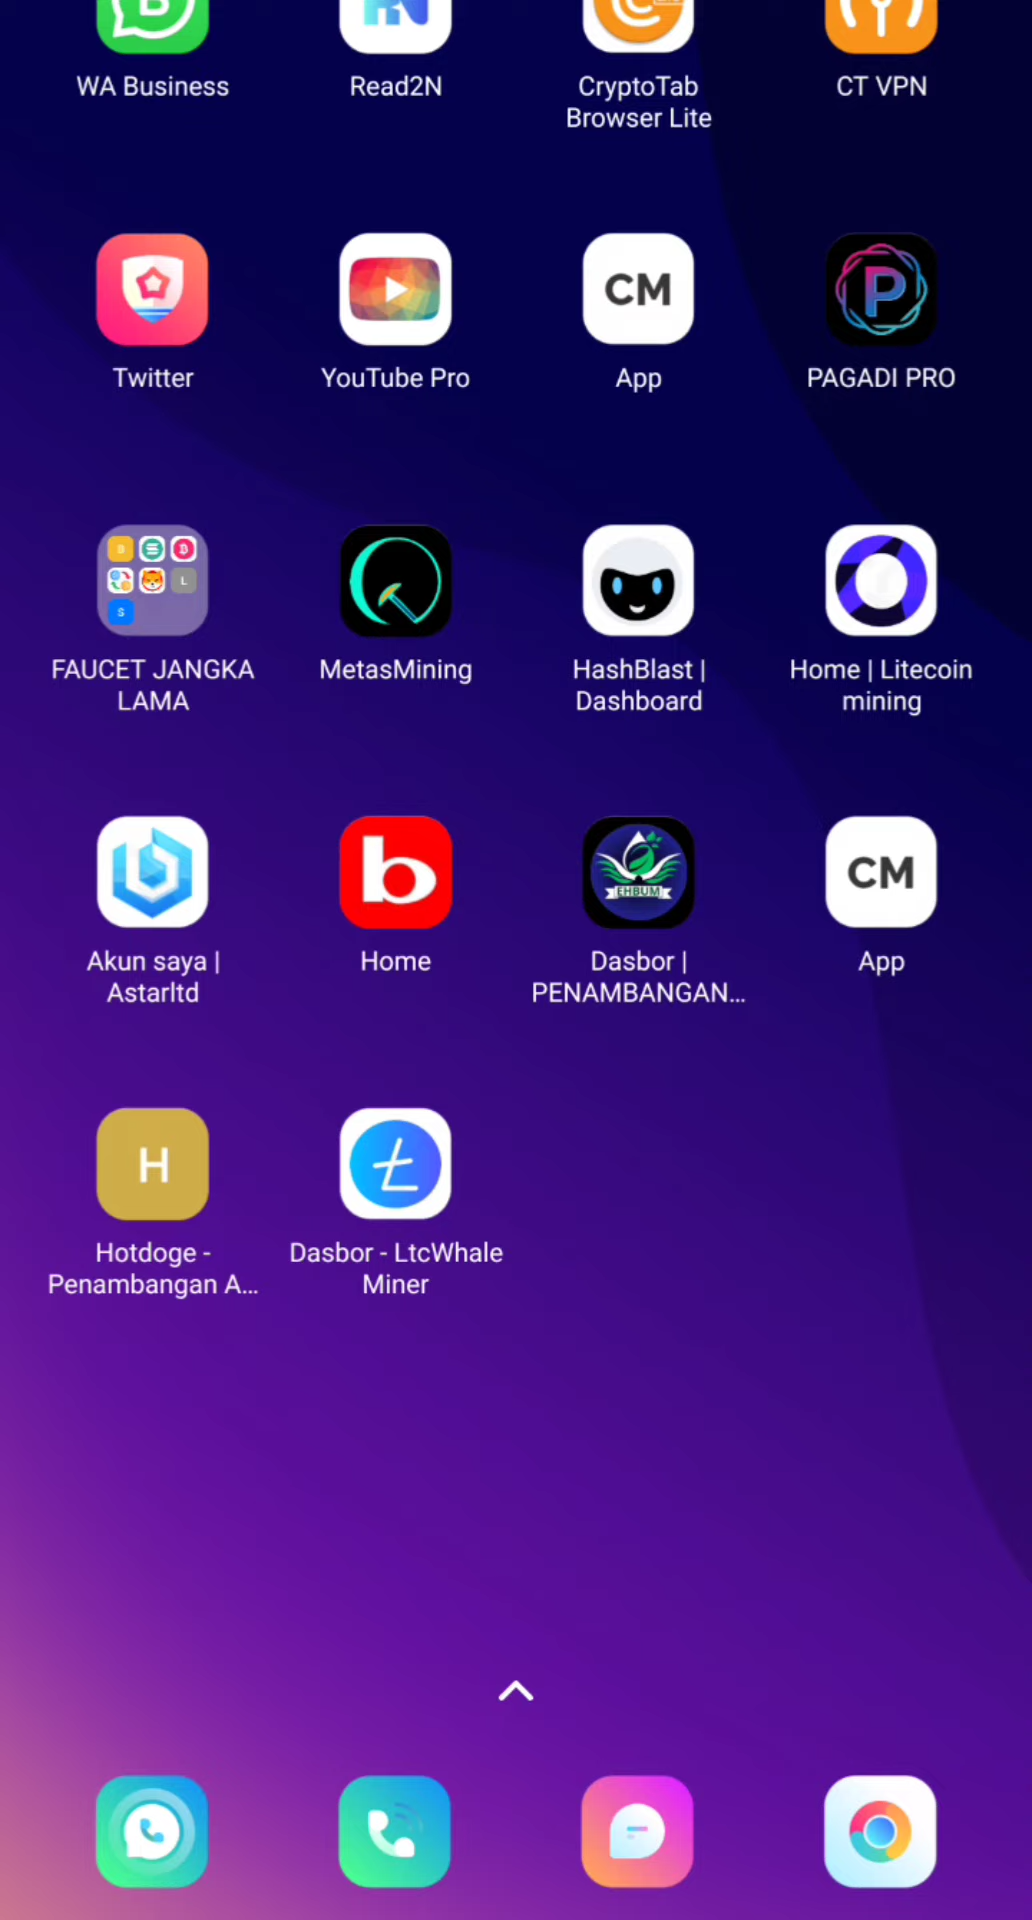 WA Business
Read2N
CryptoTab
Browser Lite
CT VPN
Twitter
YouTube Pro
CM
App
P
PAGADI PRO
B
L
S
FAUCET JANGKA
LAMA
MetasMining
HashBlast |
Dashboard
Home | Litecoin
mining
Akun saya |
Astarltd
b
Home
EHBUM
Dasbor |
PENAMBANGAN...
CM
App
H
Hotdoge -
Penambangan A...
Dasbor - LtcWhale
Miner